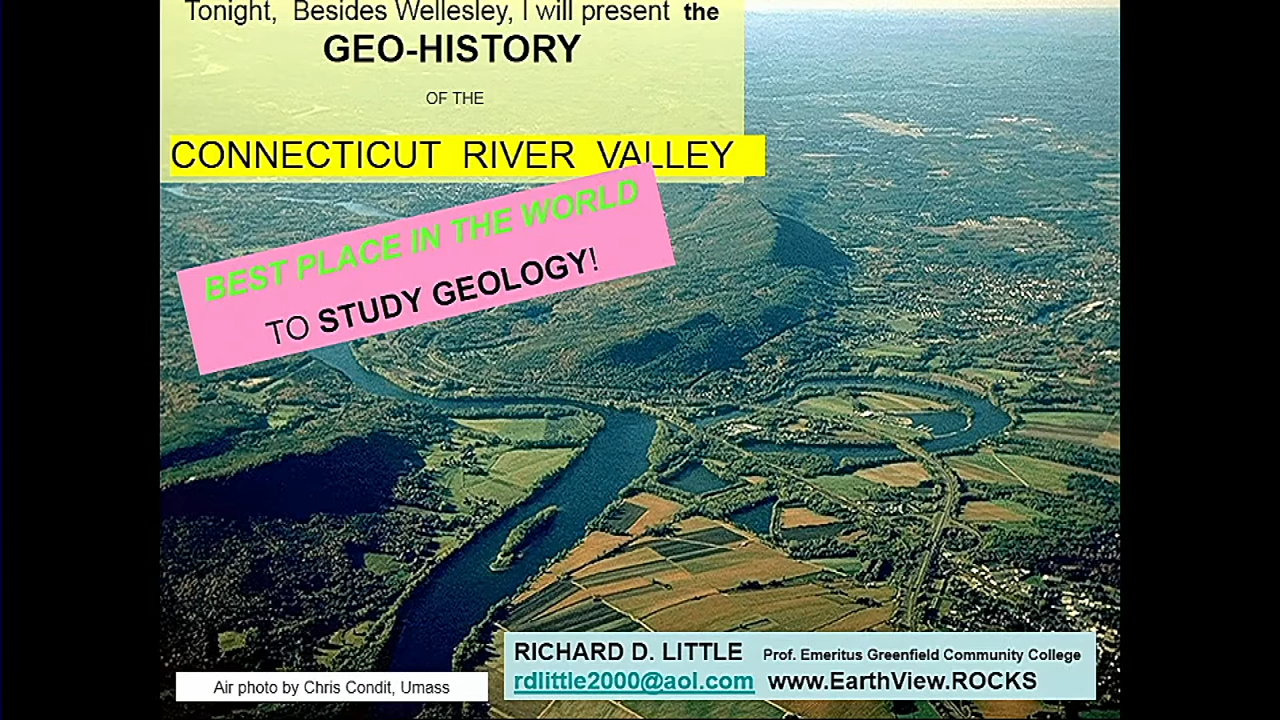 Tonight, Besides Wellesley, I will present the
GEO-HISTORY
OF THE
CONNECTICUT RIVER VALLEY
BEST PLACE IN THE WORLD
TO STUDY GEOLOGY!
RICHARD D. LITTLE Prof. Emeritus Greenfield Community College
rdlittle2000@aol.com www.EarthView.ROCKS
Air photo by Chris Condit, Umass